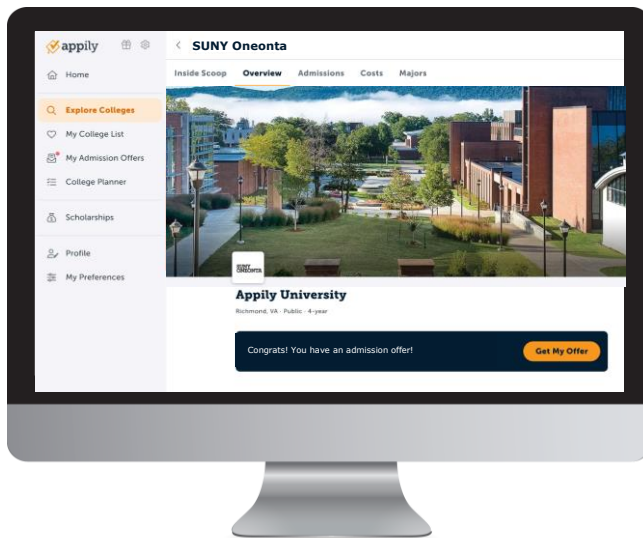 appily
SUNY Oneonta
Home
Explore Colleges
My College List
My Admission Offers
College Planner
Scholarships
Profile
My Preferences
Inside Scoop Overview Admissions Costs Majors
SUNY
ONEONTA
Appily University
Richmond, VA · Public · 4-year
Congrats! You have an admission offer!
Get My Offer